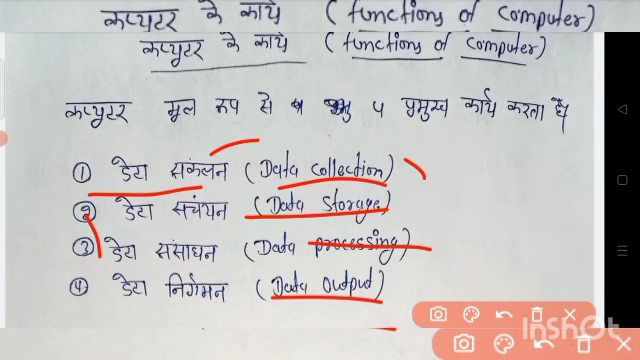 कम्प्यूटर के कार्य (functions of computer)
कम्प्यूटर के कार्य (functions of computer)
कम्प्यूटर मूल रूप से 4 प्रमुख कार्य करता है
① डेटा संकलन (Data collection)
② डेटा संचयन (Data Storage)
③ डेटा संसाधन (Data processing)
④ डेटा निर्गमन (Data Output)
InShOt